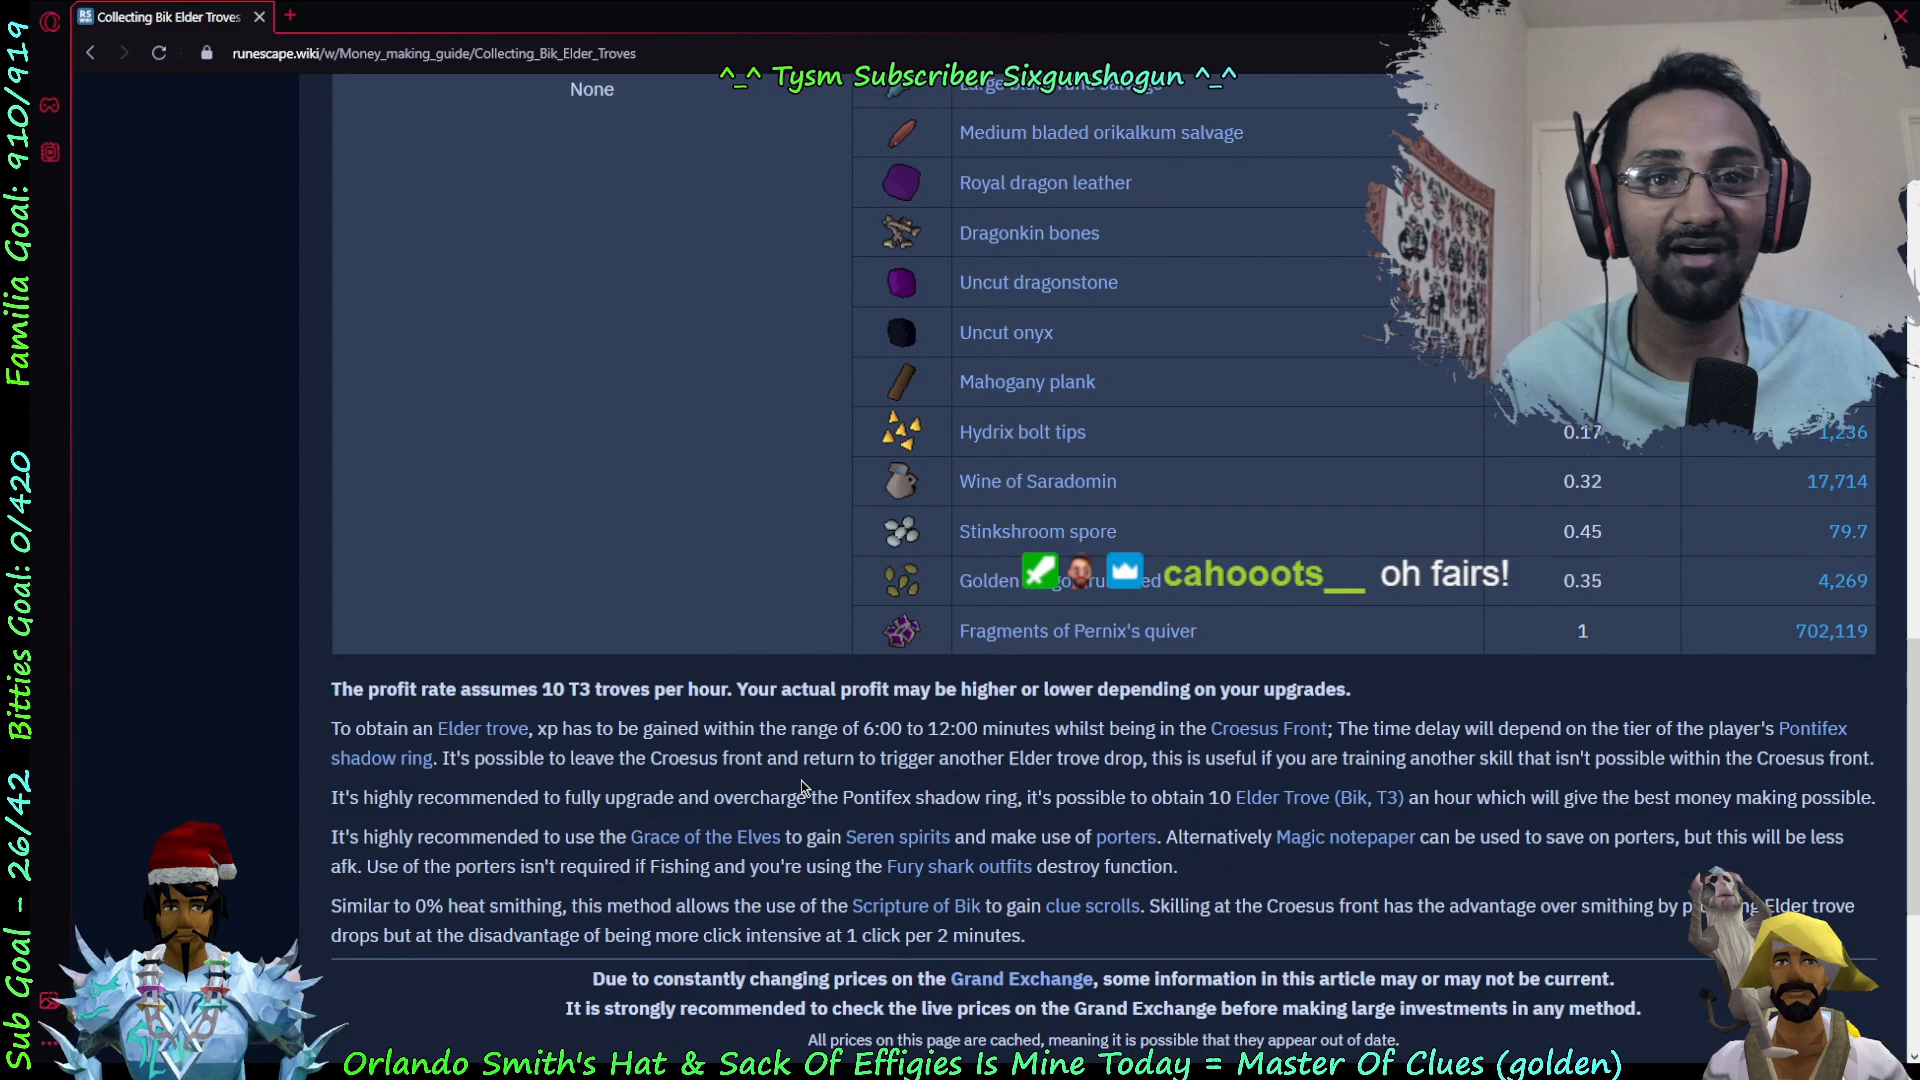 Collecting Bik Elder Troves
runescape.wiki/w/Money_making_guide/Collecting_Bik_Elder_Troves
^_^ Tysm Subscriber Sixgunshogun ^_^
None
Medium bladed orikalkum salvage
Royal dragon leather
Dragonkin bones
Uncut dragonstone
Uncut onyx
Mahogany plank
Hydrix bolt tips 0.17 1,236
Wine of Saradomin 0.32 17,714
Stinkshroom spore 0.45 79.7
cahooots__ oh fairs!
Golden 0.35 4,269
Fragments of Pernix's quiver 1 702,119
The profit rate assumes 10 T3 troves per hour. Your actual profit may be higher or lower depending on your upgrades.
To obtain an Elder trove, xp has to be gained within the range of 6:00 to 12:00 minutes whilst being in the Croesus Front; The time delay will depend on the tier of the player's Pontifex
shadow ring. It's possible to leave the Croesus front and return to trigger another Elder trove drop, this is useful if you are training another skill that isn't possible within the Croesus front.
It's highly recommended to fully upgrade and overcharge the Pontifex shadow ring, it's possible to obtain 10 Elder Trove (Bik, T3) an hour which will give the best money making possible.
It's highly recommended to use the Grace of the Elves to gain Seren spirits and make use of porters. Alternatively Magic notepaper can be used to save on porters, but this will be less
afk. Use of the porters isn't required if Fishing and you're using the Fury shark outfits destroy function.
Similar to 0% heat smithing, this method allows the use of the Scripture of Bik to gain clue scrolls. Skilling at the Croesus front has the advantage over smithing by Elder trove
drops but at the disadvantage of being more click intensive at 1 click per 2 minutes.
Due to constantly changing prices on the Grand Exchange, some information in this article may or may not be current.
It is strongly recommended to check the live prices on the Grand Exchange before making large investments in any method.
All prices on this page are cached, meaning it is possible that they appear out of date.
Orlando Smith's Hat & Sack Of Effigies Is Mine Today = Master Of Clues (golden)
Sub Goal - 26/42 Bitties Goal: 0/420 Familia Goal: 910/919